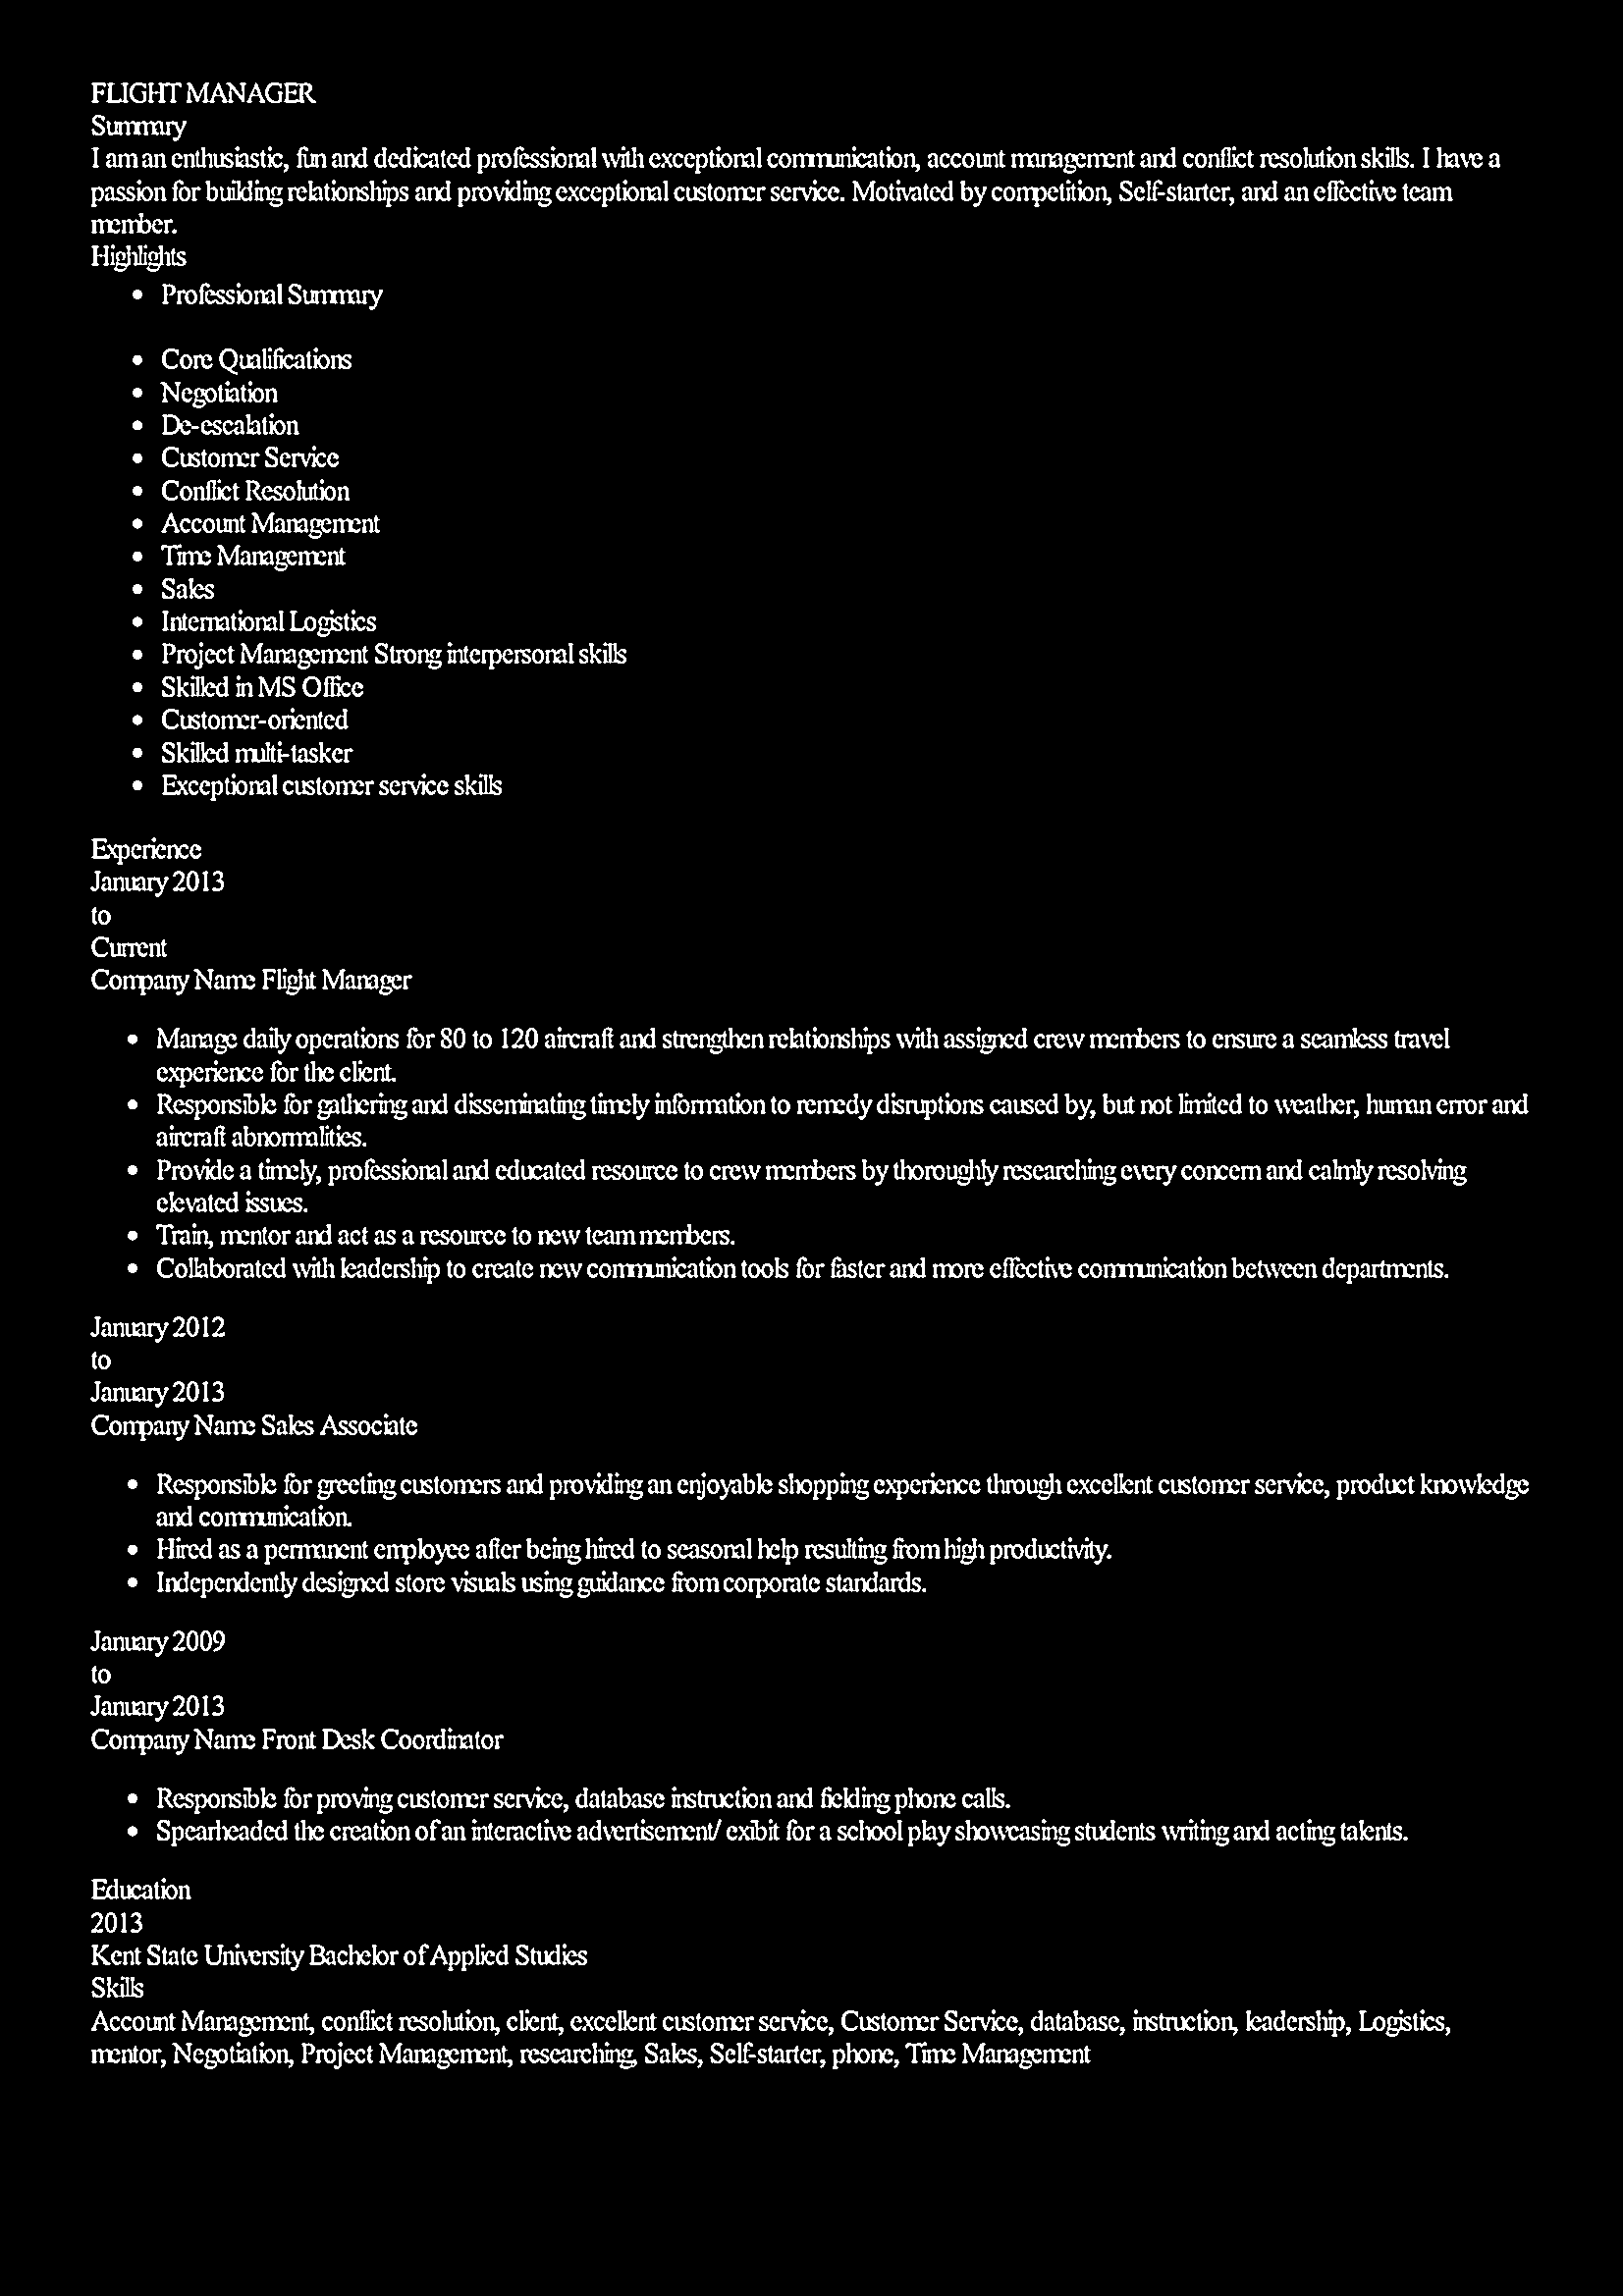 FLIGHT MANAGER
Summary
I am an enthusiastic, fun and dedicated professional with exceptional communication, account management and conflict resolution skills. I have a
passion for building relationships and providing exceptional customer service. Motivated by competition, Self-starter, and an effective team
member.
Highlights
• Professional Summary
• Core Qualifications
• Negotiation
• De-escalation
• Customer Service
• Conflict Resolution
• Account Management
• Time Management
• Sales
• International Logistics
• Project Management Strong interpersonal skills
• Skilled in MS Office
• Customer-oriented
• Skilled multi-tasker
• Exceptional customer service skills
Experience
January 2013
to
Current
Company Name Flight Manager
• Manage daily operations for 80 to 120 aircraft and strengthen relationships with assigned crew members to ensure a seamless travel
experience for the client.
• Responsible for gathering and disseminating timely information to remedy disruptions caused by, but not limited to weather, human error and
aircraft abnormalities.
• Provide a timely, professional and educated resource to crew members by thoroughly researching every concern and calmly resolving
elevated issues.
• Train, mentor and act as a resource to new team members.
• Collaborated with leadership to create new communication tools for faster and more effective communication between departments.
January 2012
to
January 2013
Company Name Sales Associate
• Responsible for greeting customers and providing an enjoyable shopping experience through excellent customer service, product knowledge
and communication.
• Hired as a permanent employee after being hired to seasonal help resulting from high productivity.
• Independently designed store visuals using guidance from corporate standards.
January 2009
to
January 2013
Company Name Front Desk Coordinator
• Responsible for proving customer service, database instruction and fielding phone calls.
• Spearheaded the creation of an interactive advertisement/ exibit for a school play showcasing students writing and acting talents.
Education
2013
Kent State University Bachelor of Applied Studies
Skills
Account Management, conflict resolution, client, excellent customer service, Customer Service, database, instruction, leadership, Logistics,
mentor, Negotiation, Project Management, researching, Sales, Self-starter, phone, Time Management